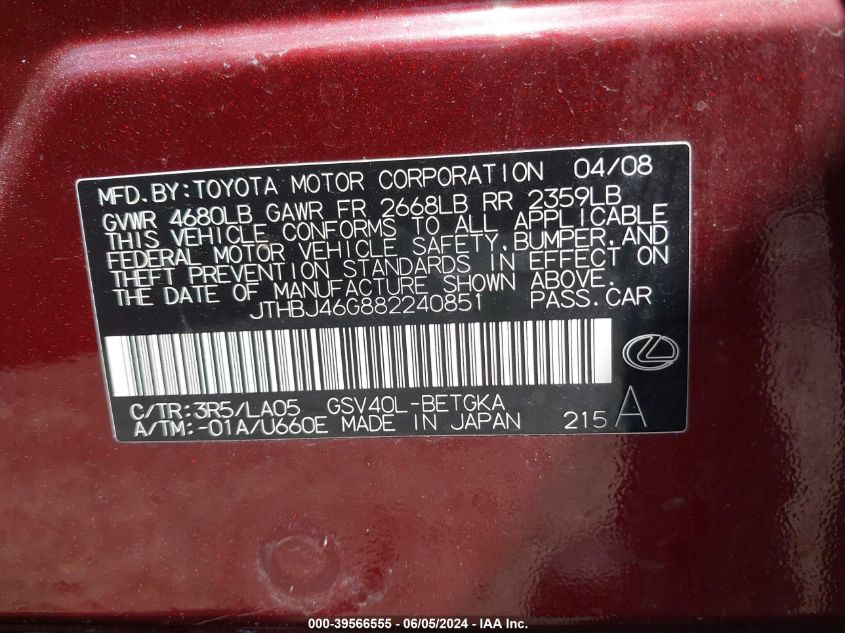 MFD.BY:TOYOTA MOTOR CORPORATION 04/08
GVWR 4680LB GAWR FR 2668LB RR 2359LB
THIS VEHICLE CONFORMS TO ALL APPLICABLE
FEDERAL MOTOR VEHICLE SAFETY,BUMPER,AND
THEFT PREVENTION STANDARDS IN EFFECT ON
THE DATE OF MANUFACTURE SHOWN ABOVE.
JTHBJ46G882240851 PASS.CAR
C/TR:3R5/LA05 GSV40L-BETGKA
A/TM:-01A/U660E MADE IN JAPAN 215 A
000-39566555 - 06/05/2024 - IAA Inc.